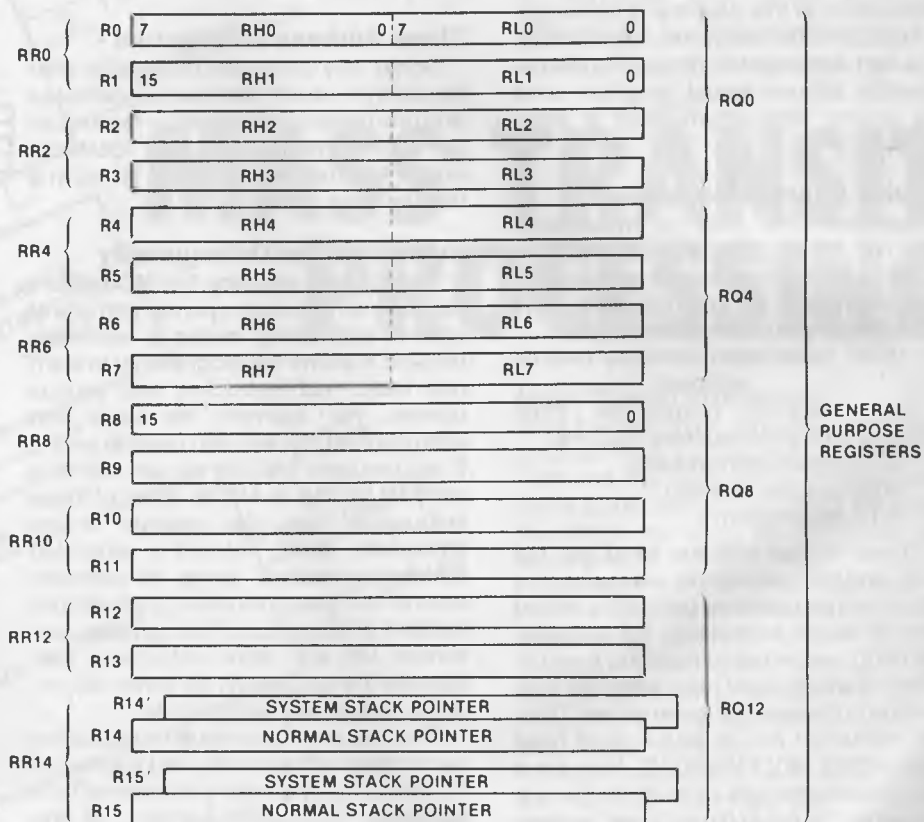 RR0
R0 7 RH0 0 7 RL0 0
R1 15 RH1 RL1 0
RQ0
RR2
R2 RH2 RL2
R3 RH3 RL3
RR4
R4 RH4 RL4
R5 RH5 RL5
RQ4
RR6
R6 RH6 RL6
R7 RH7 RL7
RR8
R8 15 0
R9
GENERAL
PURPOSE
REGISTERS
RQ8
RR10
R10
R11
RR12
R12
R13
R14′ SYSTEM STACK POINTER
RQ12
R14 NORMAL STACK POINTER
RR14
R15′ SYSTEM STACK POINTER
R15 NORMAL STACK POINTER